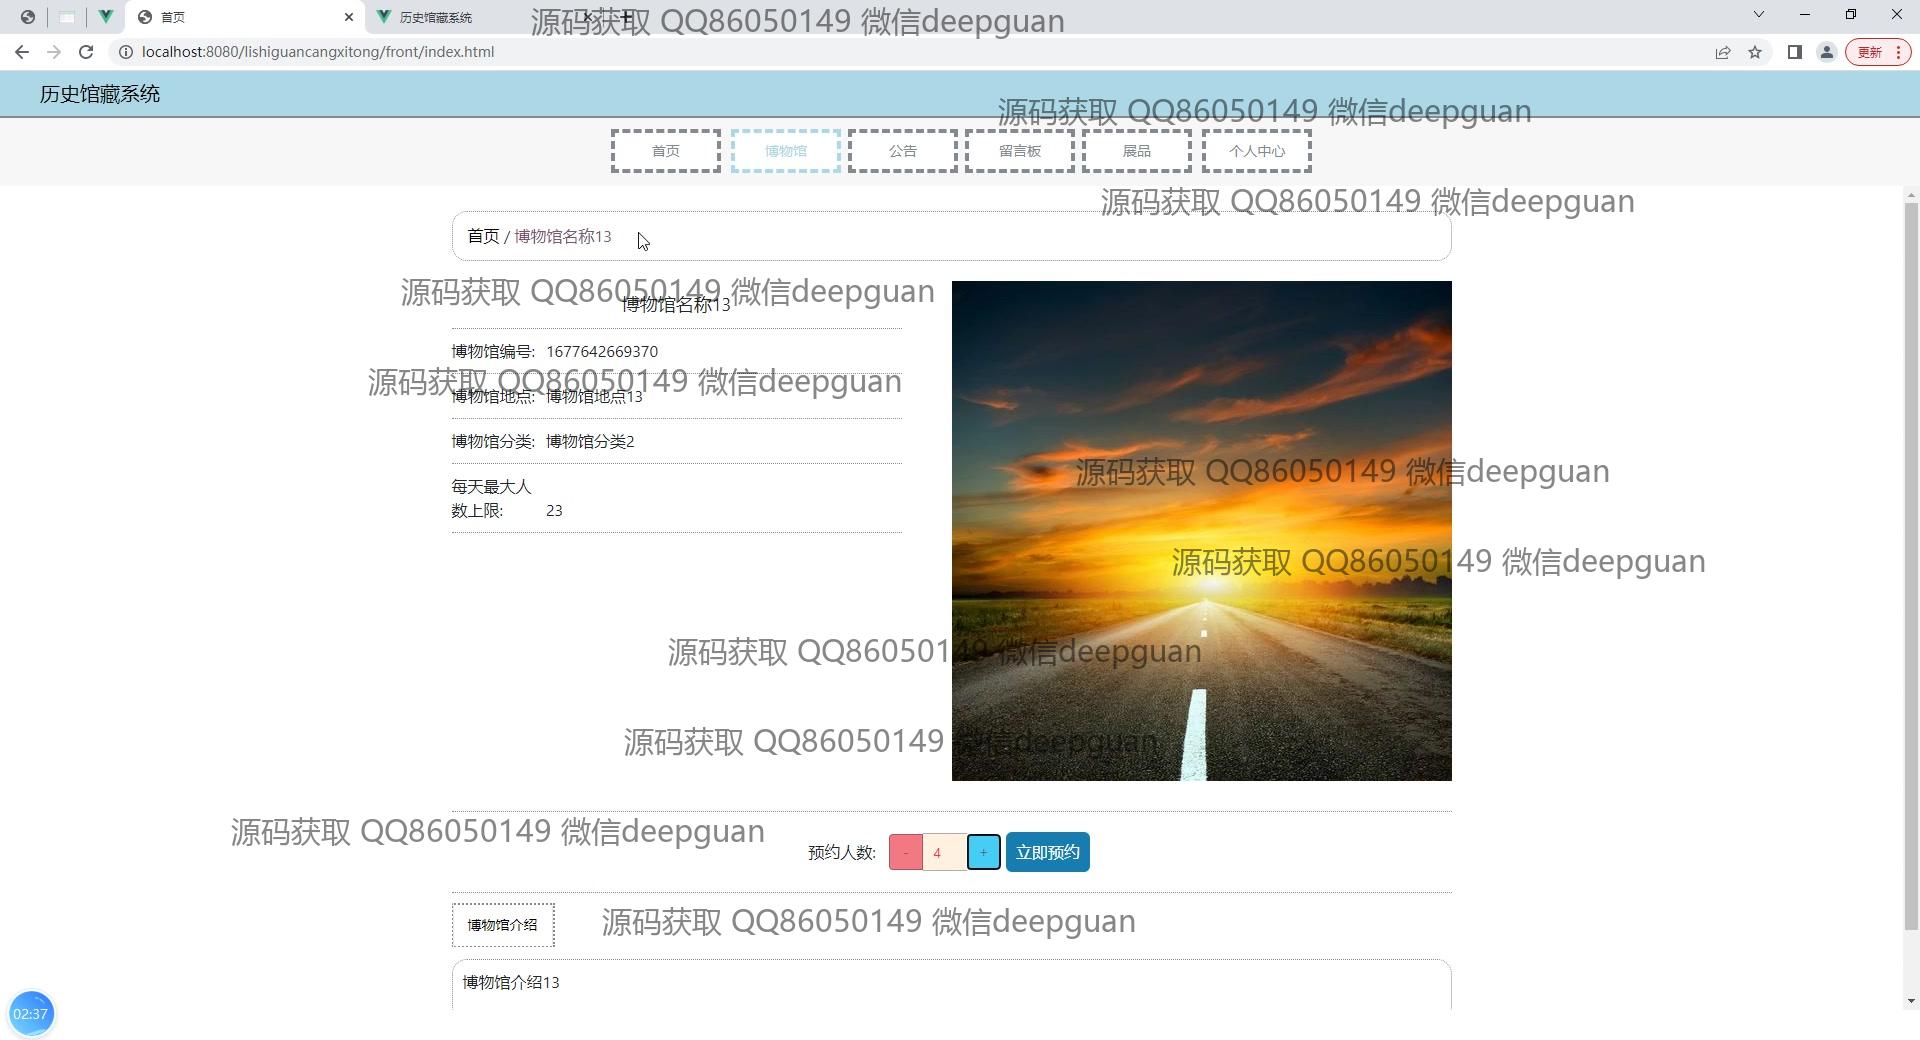 首页
历史馆藏系统
源码获取 QQ86050149 微信deepguan
localhost:8080/lishiguancangxitong/front/index.html
更新
历史馆藏系统
源码获取 QQ86050149 微信deepguan
首页
博物馆
公告
留言板
展品
个人中心
源码获取 QQ86050149 微信deepguan
首页 / 博物馆名称13
源码获取 QQ86050149 微信deepguan
博物馆名称13
博物馆编号: 1677642669370
源码获取 QQ86050149 微信deepguan
博物馆地点: 博物馆地点13
博物馆分类: 博物馆分类2
源码获取 QQ86050149 微信deepguan
每天最大人
数上限: 23
源码获取 QQ86050149 微信deepguan
源码获取 QQ86050149 微信deepguan
源码获取 QQ86050149 微信deepguan
源码获取 QQ86050149 微信deepguan
预约人数: - 4 + 立即预约
博物馆介绍
源码获取 QQ86050149 微信deepguan
博物馆介绍13
02:37